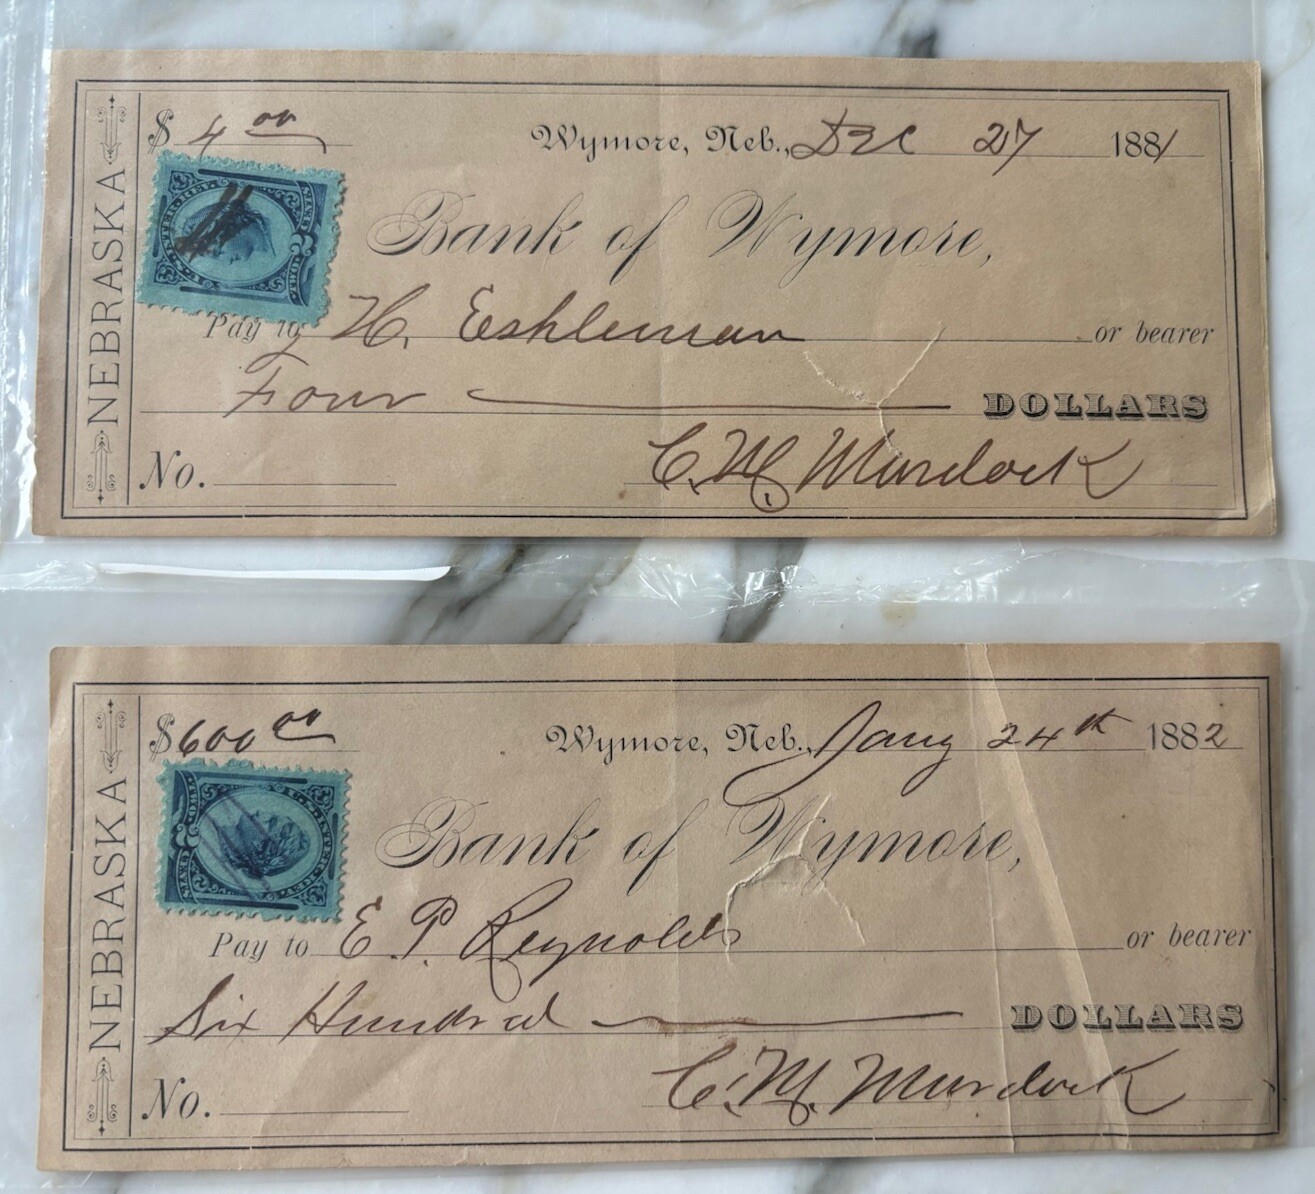 $ 4 00
Wymore, Neb., Dec 27 1881
NEBRASKA
U.S. INTER. REV.
Bank of Wymore,
Pay to H. Eshleman or bearer
Four DOLLARS
No.
C. M. Murdock
$600 00
Wymore, Neb., Jany 24th 1882
NEBRASKA
Bank of Wymore,
Pay to E. P. Reynolds or bearer
Six Hundred DOLLARS
No.
C. M. Murdock